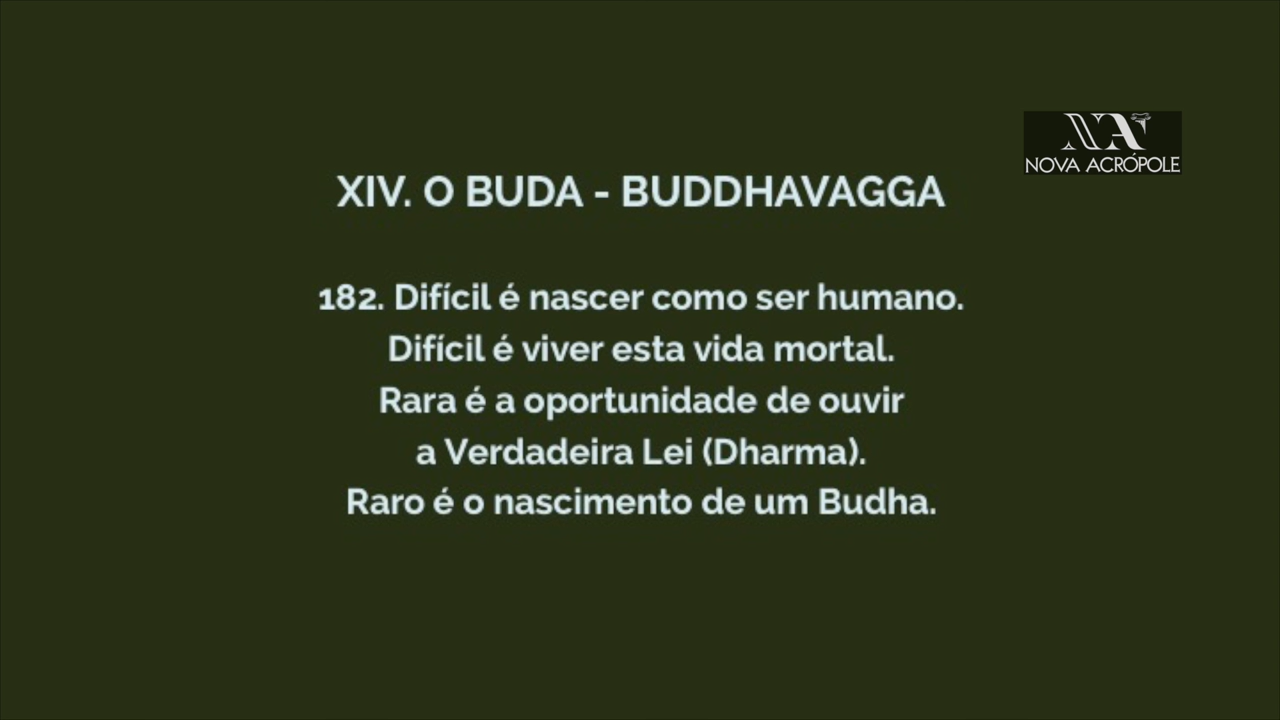 NOVA ACRÓPOLE
XIV. O BUDA - BUDDHAVAGGA
182. Difícil é nascer como ser humano.
Difícil é viver esta vida mortal.
Rara é a oportunidade de ouvir
a Verdadeira Lei (Dharma).
Raro é o nascimento de um Budha.